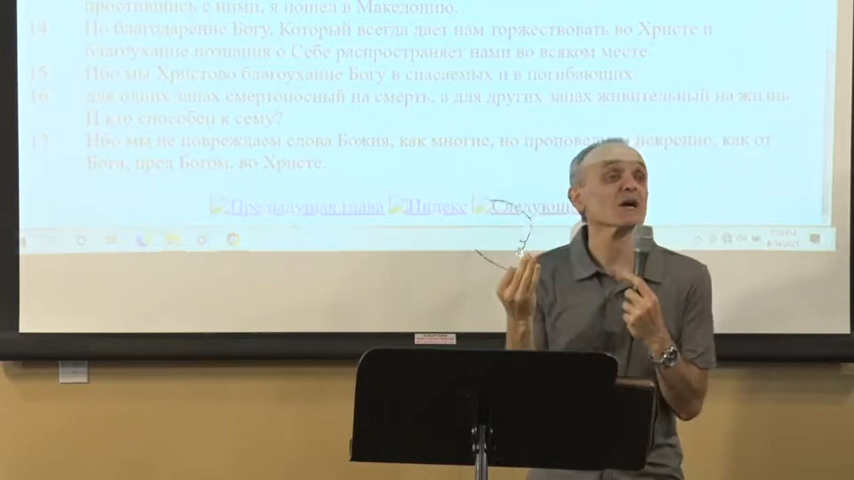 простившись с ними, я пошел в Македонию.
14 Но благодарение Богу, Который всегда дает нам торжествовать во Христе и
благоухание познания о Себе распространяет нами во всяком месте.
15 Ибо мы Христово благоухание Богу в спасаемых и в погибающих:
16 для одних запах смертоносный на смерть, а для других запах живительный на жизнь.
И кто способен к сему?
17 Ибо мы не повреждаем слова Божия, как многие, но проповедуем искренно, как от
Бога, пред Богом, во Христе.
Предыдущая глава Индекс Следующ